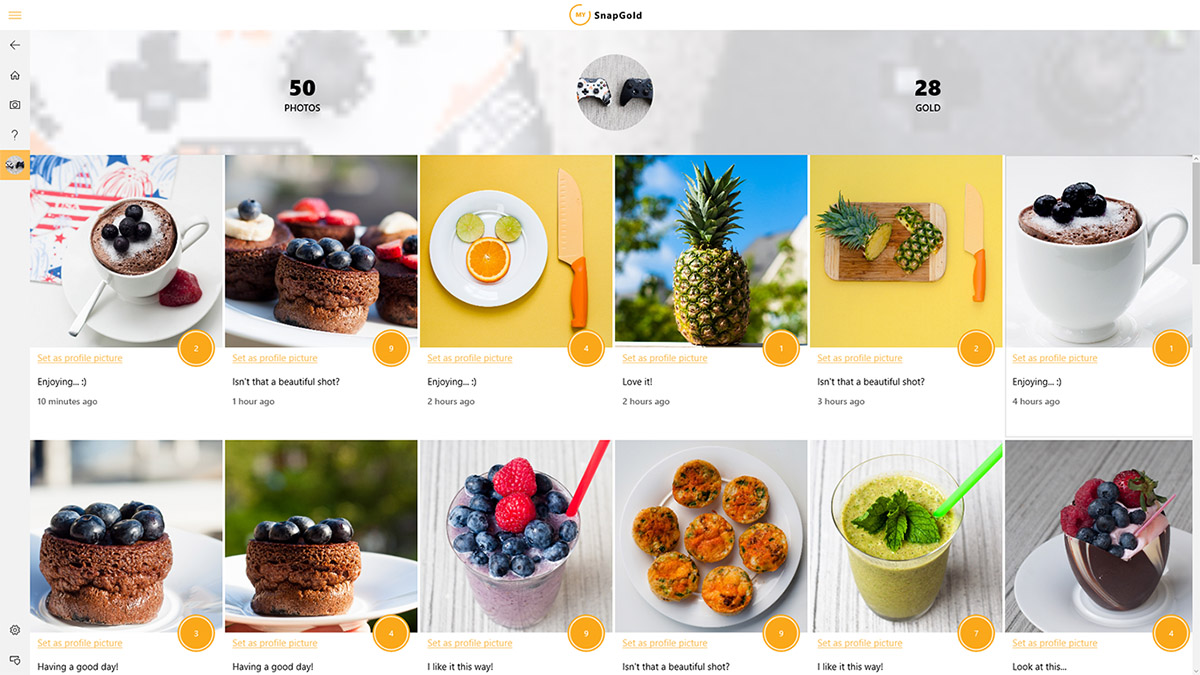 MY SnapGold
50
PHOTOS
28
GOLD
?
2
9
4
1
2
1
Set as profile picture
Set as profile picture
Set as profile picture
Set as profile picture
Set as profile picture
Set as profile picture
Enjoying... :)
Isn't that a beautiful shot?
Enjoying... :)
Love it!
Isn't that a beautiful shot?
Enjoying... :)
10 minutes ago
1 hour ago
2 hours ago
2 hours ago
3 hours ago
4 hours ago
3
4
9
9
7
4
Set as profile picture
Set as profile picture
Set as profile picture
Set as profile picture
Set as profile picture
Set as profile picture
Having a good day!
Having a good day!
I like it this way!
Isn't that a beautiful shot?
I like it this way!
Look at this...